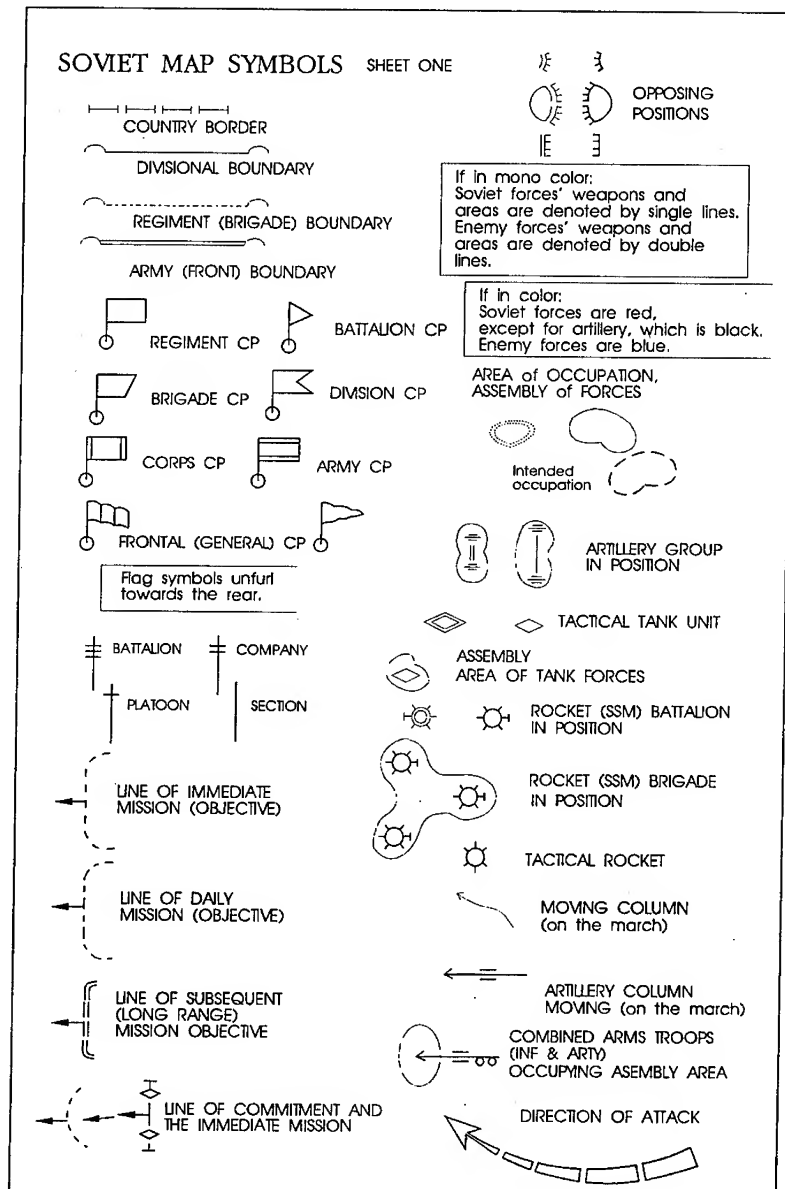 SOVIET MAP SYMBOLS SHEET ONE
COUNTRY BORDER
DIVISIONAL BOUNDARY
REGIMENT (BRIGADE) BOUNDARY
ARMY (FRONT) BOUNDARY
REGIMENT CP
BATTALION CP
BRIGADE CP
DIVISION CP
CORPS CP
ARMY CP
FRONTAL (GENERAL) CP
Flag symbols unfurl
towards the rear.
BATTALION
COMPANY
PLATOON
SECTION
LINE OF IMMEDIATE
MISSION (OBJECTIVE)
LINE OF DAILY
MISSION (OBJECTIVE)
LINE OF SUBSEQUENT
(LONG RANGE)
MISSION OBJECTIVE
LINE OF COMMITMENT AND
THE IMMEDIATE MISSION
OPPOSING
POSITIONS
If in mono color:
Soviet forces' weapons and
areas are denoted by single lines.
Enemy forces' weapons and
areas are denoted by double
lines.
If in color:
Soviet forces are red,
except for artillery, which is black.
Enemy forces are blue.
AREA of OCCUPATION,
ASSEMBLY of FORCES
Intended
occupation
ARTILLERY GROUP
IN POSITION
TACTICAL TANK UNIT
ASSEMBLY
AREA OF TANK FORCES
ROCKET (SSM) BATTALION
IN POSITION
ROCKET (SSM) BRIGADE
IN POSITION
TACTICAL ROCKET
MOVING COLUMN
(on the march)
ARTILLERY COLUMN
MOVING (on the march)
COMBINED ARMS TROOPS
(INF & ARTY)
OCCUPYING ASEMBLY AREA
DIRECTION OF ATTACK